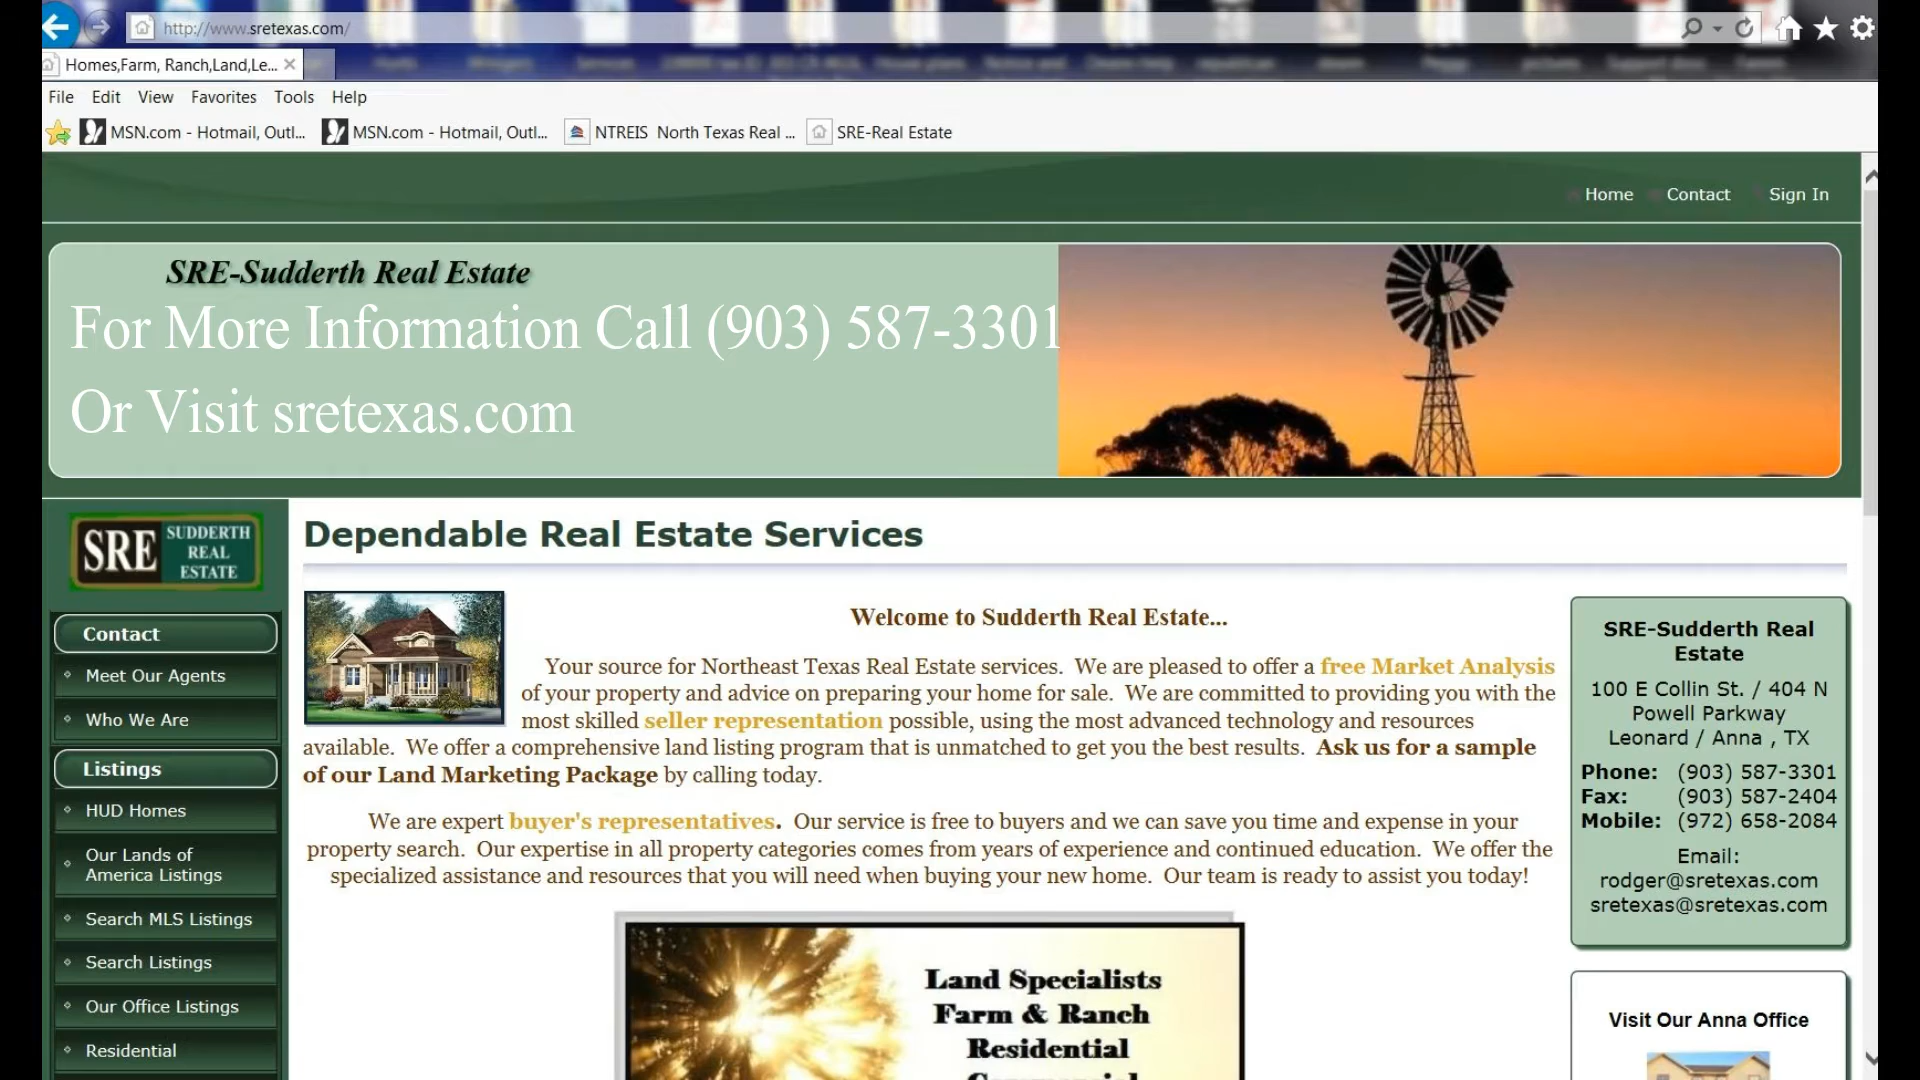 http://www.sretexas.com/
Homes,Farm, Ranch,Land,Le...
File Edit View Favorites Tools Help
MSN.com - Hotmail, Outl... MSN.com - Hotmail, Outl... NTREIS North Texas Real ... SRE-Real Estate
Home Contact Sign In
SRE-Sudderth Real Estate
For More Information Call (903) 587-3301
Or Visit sretexas.com
SRE SUDDERTH
REAL
ESTATE
Contact
Meet Our Agents
Who We Are
Listings
HUD Homes
Our Lands of
America Listings
Search MLS Listings
Search Listings
Our Office Listings
Residential
Dependable Real Estate Services
Welcome to Sudderth Real Estate...
Your source for Northeast Texas Real Estate services. We are pleased to offer a free Market Analysis
of your property and advice on preparing your home for sale. We are committed to providing you with the
most skilled seller representation possible, using the most advanced technology and resources
available. We offer a comprehensive land listing program that is unmatched to get you the best results. Ask us for a sample
of our Land Marketing Package by calling today.
We are expert buyer's representatives. Our service is free to buyers and we can save you time and expense in your
property search. Our expertise in all property categories comes from years of experience and continued education. We offer the
specialized assistance and resources that you will need when buying your new home. Our team is ready to assist you today!
Land Specialists
Farm & Ranch
Residential
SRE-Sudderth Real
Estate
100 E Collin St. / 404 N
Powell Parkway
Leonard / Anna , TX
Phone: (903) 587-3301
Fax: (903) 587-2404
Mobile: (972) 658-2084
Email:
rodger@sretexas.com
sretexas@sretexas.com
Visit Our Anna Office